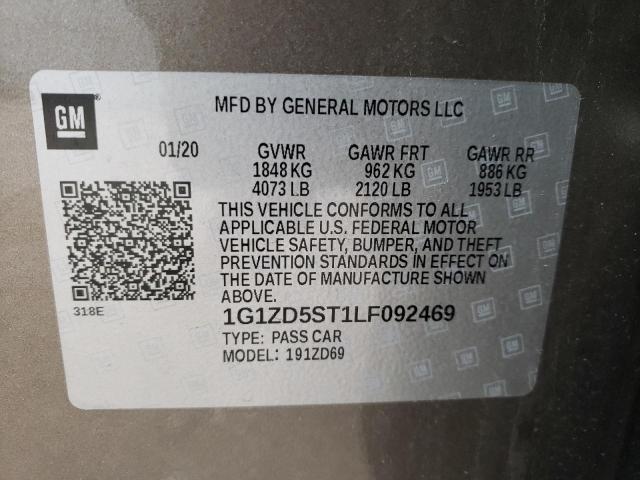 GM
MFD BY GENERAL MOTORS LLC
01/20 GVWR GAWR FRT GAWR RR
1848 KG 962 KG 886 KG
4073 LB 2120 LB 1953 LB
THIS VEHICLE CONFORMS TO ALL
APPLICABLE U.S. FEDERAL MOTOR
VEHICLE SAFETY, BUMPER, AND THEFT
PREVENTION STANDARDS IN EFFECT ON
THE DATE OF MANUFACTURE SHOWN
ABOVE.
318E
1G1ZD5ST1LF092469
TYPE: PASS CAR
MODEL: 191ZD69